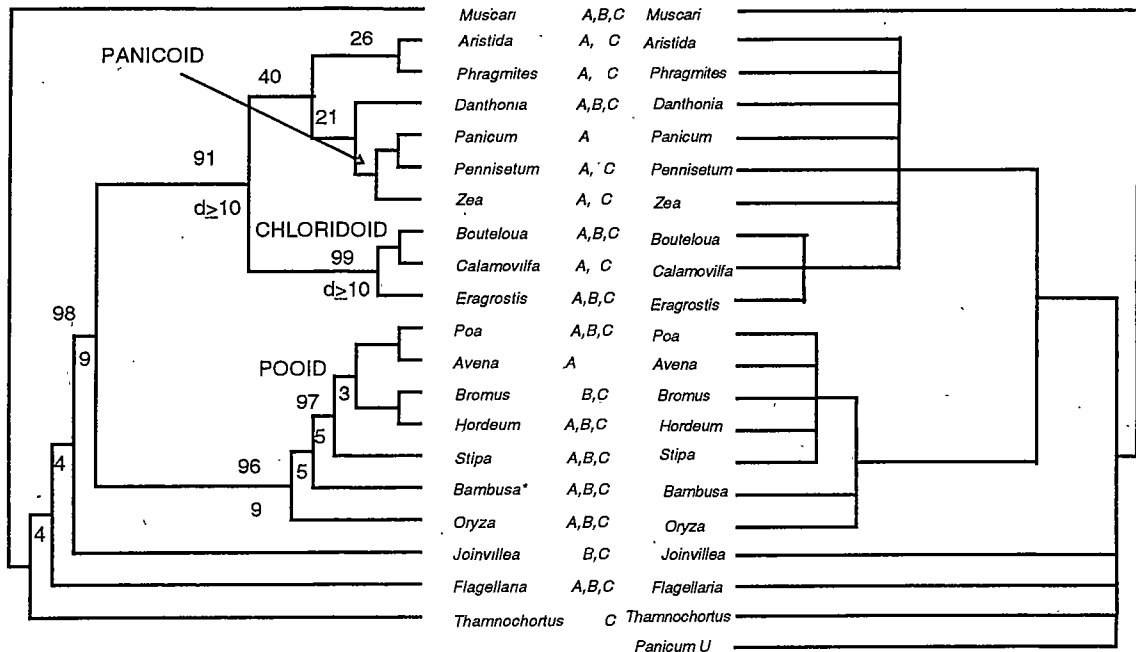 Muscari A,B,C Muscari
26 Aristida A, C Aristida
PANICOID
Phragmites A, C Phragmites
40
Danthonia A,B,C Danthonia
21
Panicum A Panicum
91
Pennisetum A, C Pennisetum
Zea A, C Zea
d≥10
CHLORIDOID Bouteloua A,B,C Bouteloua
99 Calamovilfa A, C Calamovilfa
d≥10
Eragrostis A,B,C Eragrostis
98
Poa A,B,C Poa
9
POOID Avena A Avena
3 Bromus B,C Bromus
97
Hordeum A,B,C Hordeum
5
Stipa A,B,C Stipa
4 96 5
Bambusa* A,B,C Bambusa
9
Oryza A,B,C Oryza
4
Joinvillea B,C Joinvillea
Flagellaria A,B,C Flagellaria
Thamnochortus C Thamnochortus
Panicum U